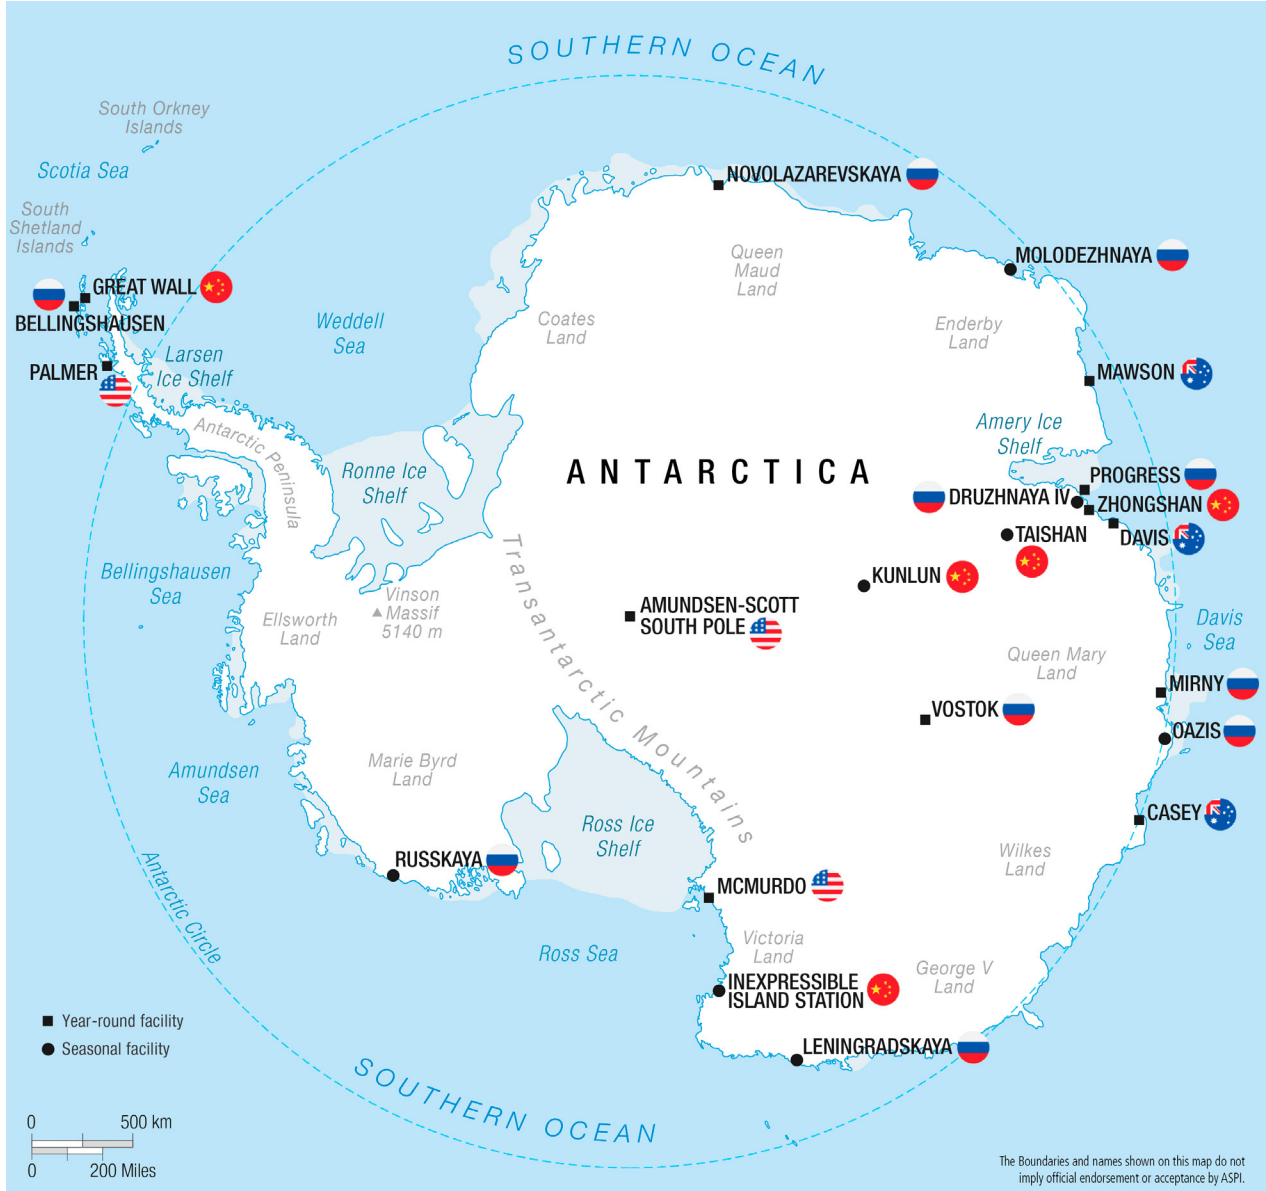 SOUTHERN OCEAN
South Orkney
Islands
Scotia Sea
South
Shetland
Islands
NOVOLAZAREVSKAYA
MOLODEZHNAYA
Queen
Maud
Land
GREAT WALL
BELLINGSHAUSEN
Weddell
Sea
Coates
Land
Enderby
Land
PALMER
Larsen
Ice Shelf
MAWSON
Antarctic Peninsula
Amery Ice
Shelf
Ronne Ice
Shelf
ANTARCTICA
PROGRESS
DRUZHNAYA IV
ZHONGSHAN
TAISHAN
DAVIS
Transantarctic Mountains
Bellingshausen
Sea
KUNLUN
Vinson
Massif
5140 m
AMUNDSEN-SCOTT
SOUTH POLE
Ellsworth
Land
Davis
Sea
Queen Mary
Land
MIRNY
VOSTOK
OAZIS
Marie Byrd
Land
Amundsen
Sea
CASEY
Ross Ice
Shelf
Wilkes
Land
RUSSKAYA
MCMURDO
Antarctic Circle
Ross Sea
Victoria
Land
George V
Land
INEXPRESSIBLE
ISLAND STATION
Year-round facility
Seasonal facility
LENINGRADSKAYA
SOUTHERN OCEAN
0 500 km
0 200 Miles
The Boundaries and names shown on this map do not
imply official endorsement or acceptance by ASPI.